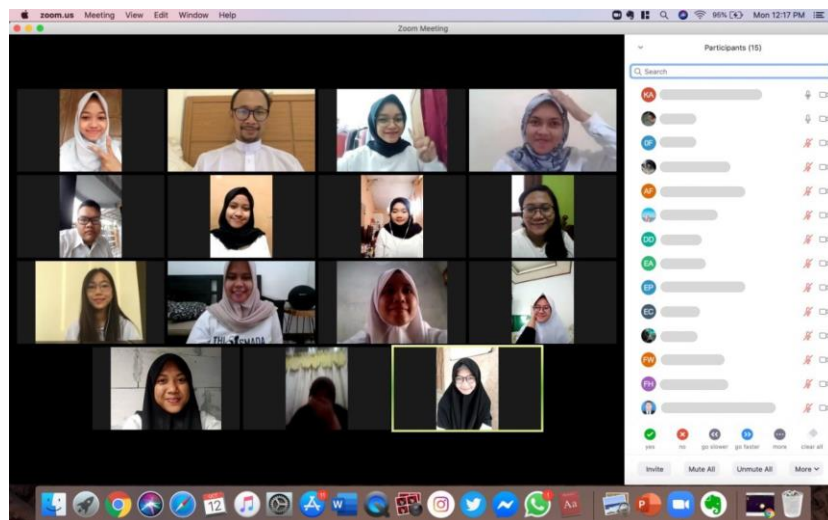 zoom.us Meeting View Edit Window Help 95% Mon 12:17 PM
Zoom Meeting
Participants (15)
Search
KA
DF
AF
DD
EA
EP
EC
FW
FH
yes no go slower go faster more clear all
Invite Mute All Unmute All More
12
W
Aa
P